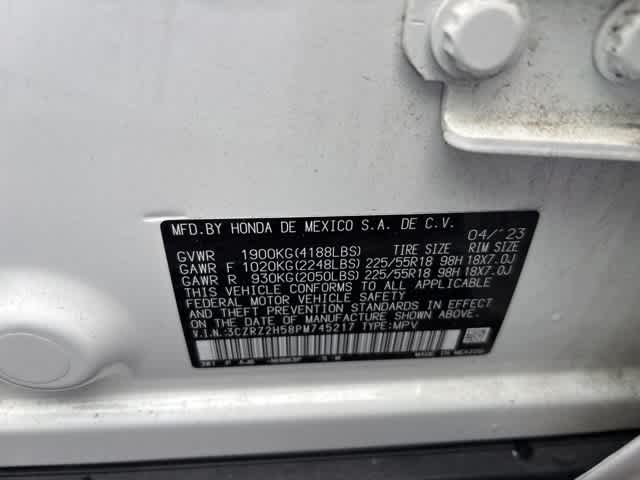 MFD.BY HONDA DE MEXICO S.A. DE C.V.
04/'23
GVWR 1900KG(4188LBS) TIRE SIZE RIM SIZE
GAWR F 1020KG(2248LBS) 225/55R18 98H 18X7.0J
GAWR R 930KG(2050LBS) 225/55R18 98H 18X7.0J
THIS VEHICLE CONFORMS TO ALL APPLICABLE
FEDERAL MOTOR VEHICLE SAFETY
AND THEFT PREVENTION STANDARDS IN EFFECT
ON THE DATE OF MANUFACTURE SHOWN ABOVE.
V.I.N.:3CZRZ2H58PM745217 TYPE:MPV
MADE IN MEXICO